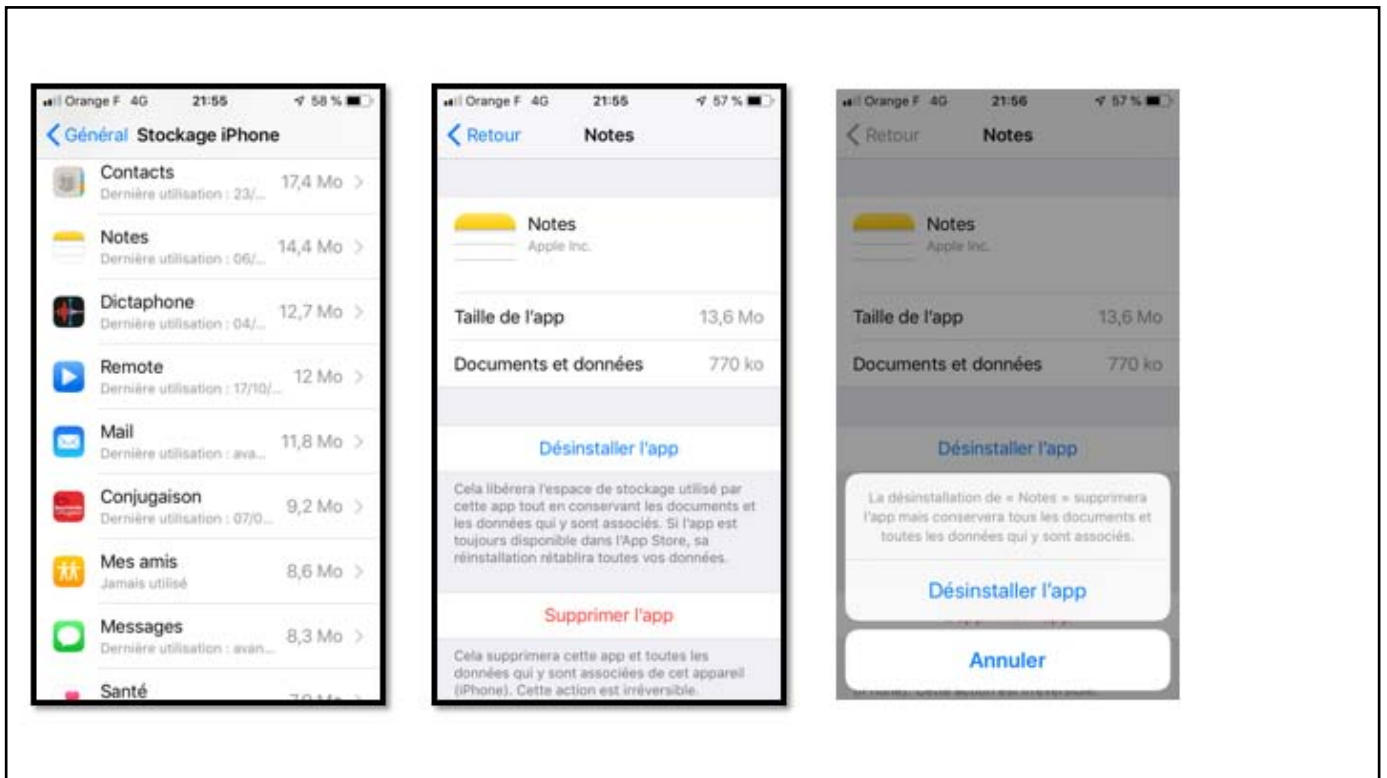 Orange F 4G 21:55 58 %
Général Stockage iPhone
Contacts
Dernière utilisation : 23/...
17,4 Mo
Notes
Dernière utilisation : 06/...
14,4 Mo
Dictaphone
Dernière utilisation : 04/...
12,7 Mo
Remote
Dernière utilisation : 17/10/...
12 Mo
Mail
Dernière utilisation : ava...
11,8 Mo
Conjugaison
Dernière utilisation : 07/0...
9,2 Mo
Mes amis
Jamais utilisé
8,6 Mo
Messages
Dernière utilisation : avan...
8,3 Mo
Santé
Orange F 4G 21:55 57 %
Retour Notes
Notes
Apple Inc.
Taille de l'app 13,6 Mo
Documents et données 770 ko
Désinstaller l'app
Cela libérera l'espace de stockage utilisé par
cette app tout en conservant les documents et
les données qui y sont associés. Si l'app est
toujours disponible dans l'App Store, sa
réinstallation rétablira toutes vos données.
Supprimer l'app
Cela supprimera cette app et toutes les
données qui y sont associées de cet appareil
(iPhone). Cette action est irréversible.
Orange F 4G 21:56 57 %
Retour Notes
Notes
Apple Inc.
Taille de l'app 13,6 Mo
Documents et données 770 ko
Désinstaller l'app
La désinstallation de « Notes » supprimera
l'app mais conservera tous les documents et
toutes les données qui y sont associés.
Désinstaller l'app
Annuler